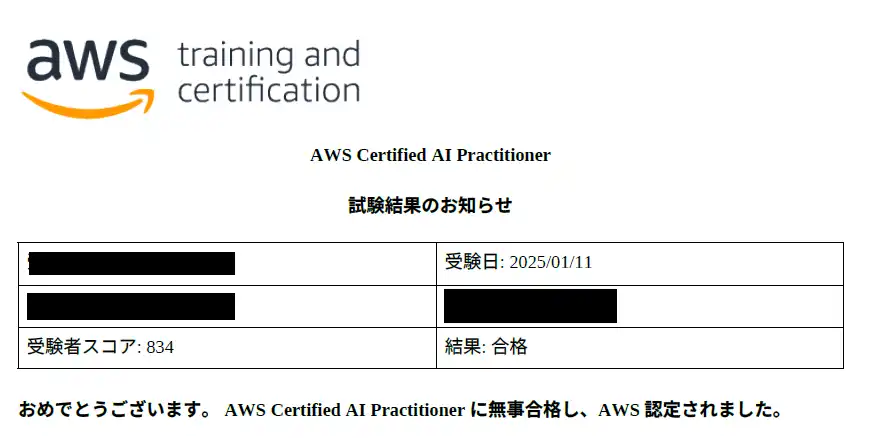 aws training and
certification
AWS Certified AI Practitioner
試験結果のお知らせ
受験日: 2025/01/11
受験者スコア: 834
結果: 合格
おめでとうございます。 AWS Certified AI Practitioner に無事合格し、AWS 認定されました。